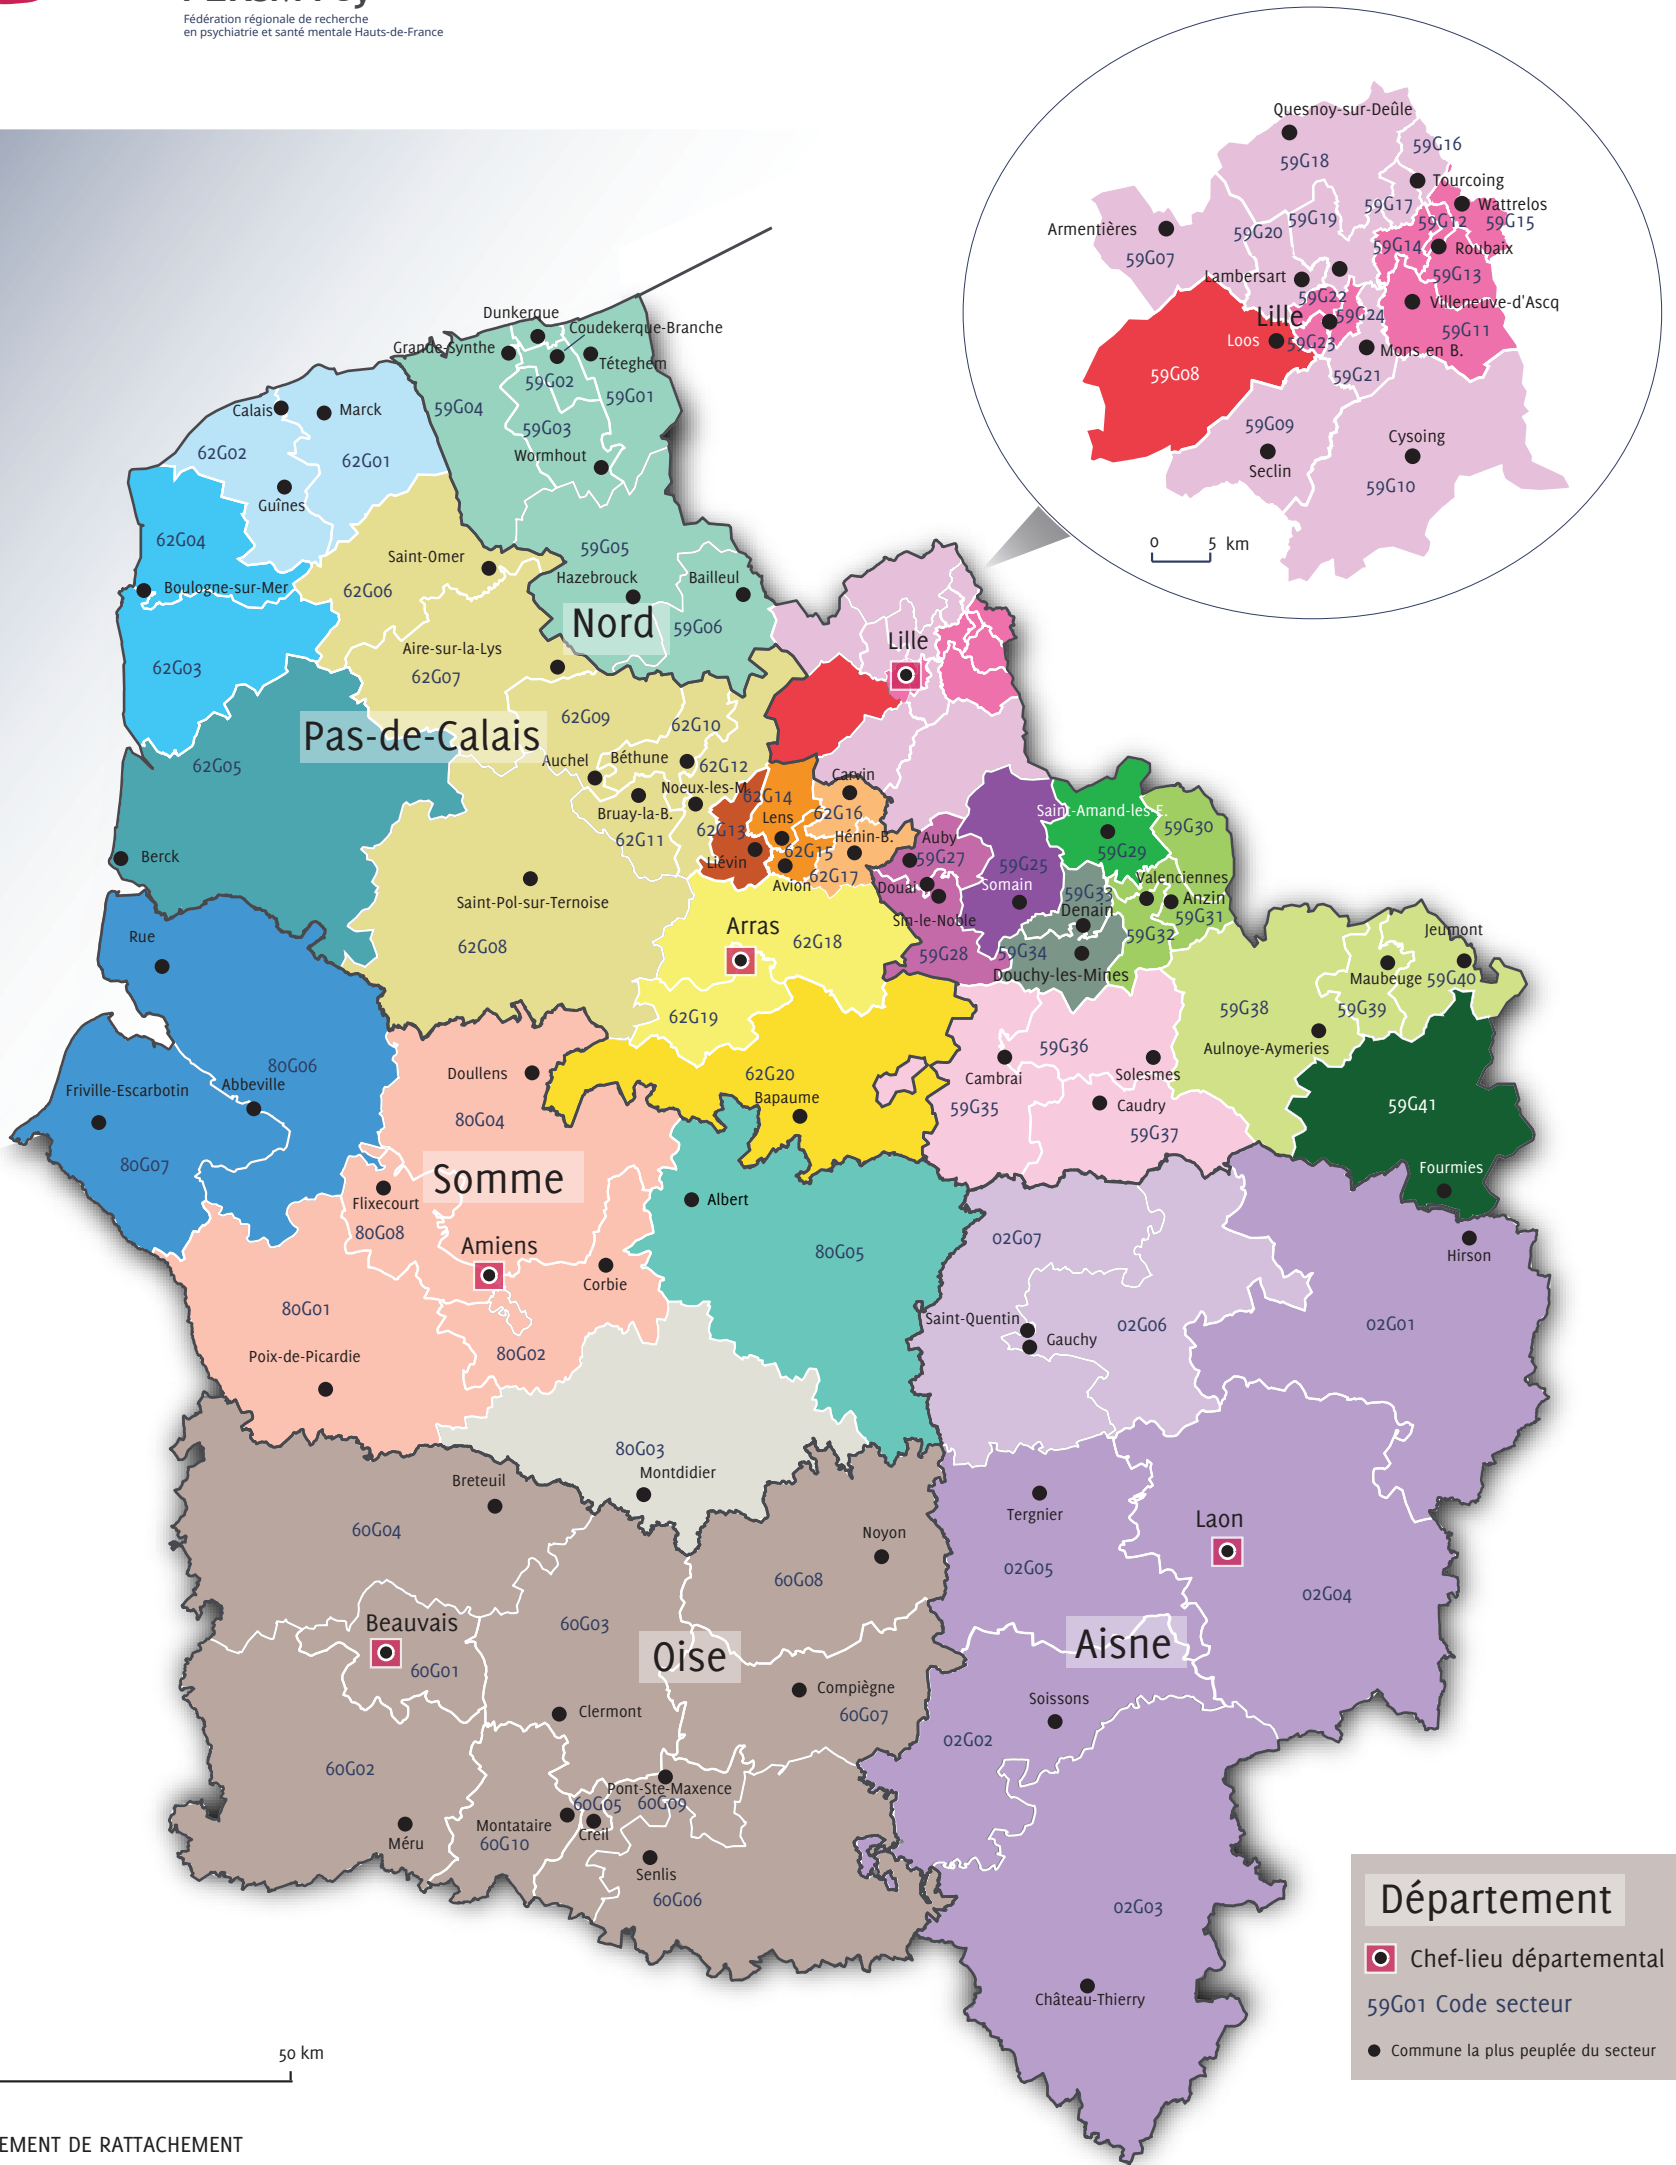 Fédération régionale de recherche
en psychiatrie et santé mentale Hauts-de-France
Quesnoy-sur-Deûle
59G16
59G18
Tourcoing
59G17
Wattrelos
59G19
59G12
59G15
Armentières
59G20
59G14
Roubaix
59G07
Lambersart
59G13
59G22
Villeneuve-d'Ascq
Lille
59G24
59G11
Loos
59G23
Mons en B.
59G08
59G21
59G09
Cysoing
Seclin
59G10
0
5 km
Dunkerque
Coudekerque-Branche
Grande-Synthe
Téteghem
59G02
59G01
59G04
59G03
Wormhout
Calais
Marck
62G02
62G01
Guînes
62G04
Saint-Omer
59G05
Hazebrouck
Bailleul
Boulogne-sur-Mer
62G06
Nord
59G06
Lille
Aire-sur-la-Lys
62G03
62G07
62G09
62G10
Pas-de-Calais
62G05
Auchel
Béthune
62G12
Noeux-les-M.
Carvin
62G14
Bruay-la-B.
62G16
Lens
62G13
62G11
Hénin-B.
62G15
Liévin
62G17
Avion
Berck
Saint-Pol-sur-Ternoise
62G08
Saint-Amand-les-E.
59G30
Auby
59G27
59G25
59G29
Douai
Somain
59G33
Valenciennes
Anzin
Denain
59G31
Sin-le-Noble
59G32
59G28
59G34
Douchy-les-Mines
Arras
62G18
Rue
62G19
Jeumont
Maubeuge
59G40
59G38
59G39
Aulnoye-Aymeries
59G36
Cambrai
Solesmes
59G35
Caudry
59G37
59G41
Fourmies
80G06
Doullens
62G20
Bapaume
Friville-Escarbotin
Abbeville
80G04
80G07
Somme
Albert
Flixecourt
80G08
80G05
Amiens
Corbie
02G07
Hirson
80G01
Saint-Quentin
Gauchy
02G06
02G01
80G02
Poix-de-Picardie
80G03
Montdidier
Breteuil
60G04
Tergnier
Laon
Noyon
60G08
02G05
02G04
Beauvais
60G03
60G01
Oise
Aisne
Compiègne
60G07
Clermont
Soissons
02G02
60G02
Pont-Ste-Maxence
60G05
60G09
Montataire
Creil
60G10
Méru
Senlis
60G06
02G03
Château-Thierry
Département
Chef-lieu départemental
59G01 Code secteur
Commune la plus peuplée du secteur
50 km
EMENT DE RATTACHEMENT